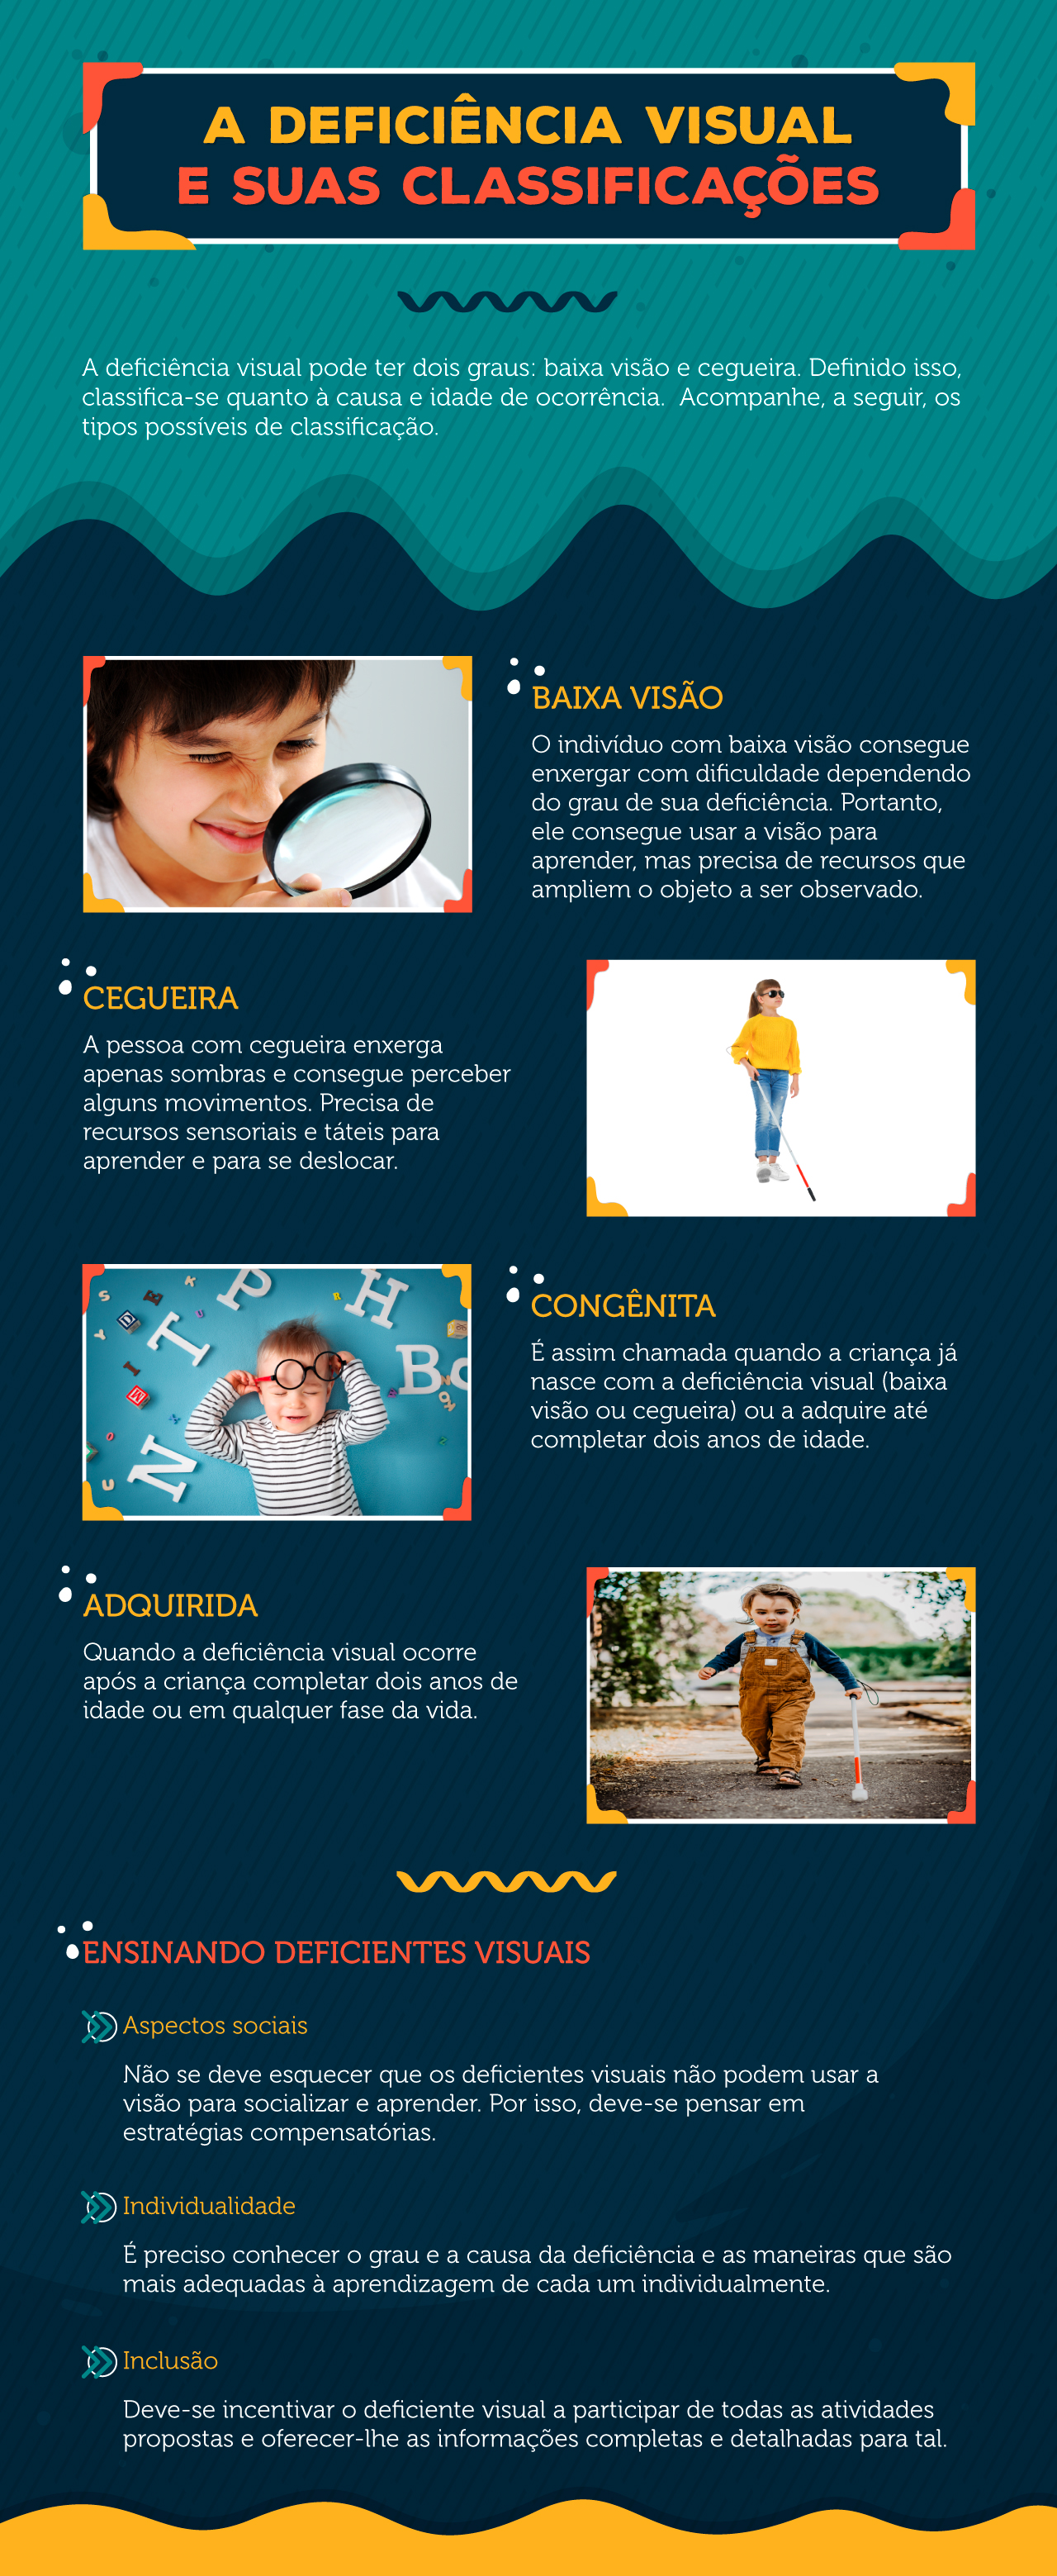 A DEFICIÊNCIA VISUAL
E SUAS CLASSIFICAÇÕES
A deficiência visual pode ter dois graus: baixa visão e cegueira. Definido isso,
classifica-se quanto à causa e idade de ocorrência. Acompanhe, a seguir, os
tipos possíveis de classificação.
BAIXA VISÃO
O indivíduo com baixa visão consegue
enxergar com dificuldade dependendo
do grau de sua deficiência. Portanto,
ele consegue usar a visão para
aprender, mas precisa de recursos que
ampliem o objeto a ser observado.
CEGUEIRA
A pessoa com cegueira enxerga
apenas sombras e consegue perceber
alguns movimentos. Precisa de
recursos sensoriais e táteis para
aprender e para se deslocar.
CONGÊNITA
É assim chamada quando a criança já
nasce com a deficiência visual (baixa
visão ou cegueira) ou a adquire até
completar dois anos de idade.
ADQUIRIDA
Quando a deficiência visual ocorre
após a criança completar dois anos de
idade ou em qualquer fase da vida.
ENSINANDO DEFICIENTES VISUAIS
Aspectos sociais
Não se deve esquecer que os deficientes visuais não podem usar a
visão para socializar e aprender. Por isso, deve-se pensar em
estratégias compensatórias.
Individualidade
É preciso conhecer o grau e a causa da deficiência e as maneiras que são
mais adequadas à aprendizagem de cada um individualmente.
Inclusão
Deve-se incentivar o deficiente visual a participar de todas as atividades
propostas e oferecer-lhe as informações completas e detalhadas para tal.